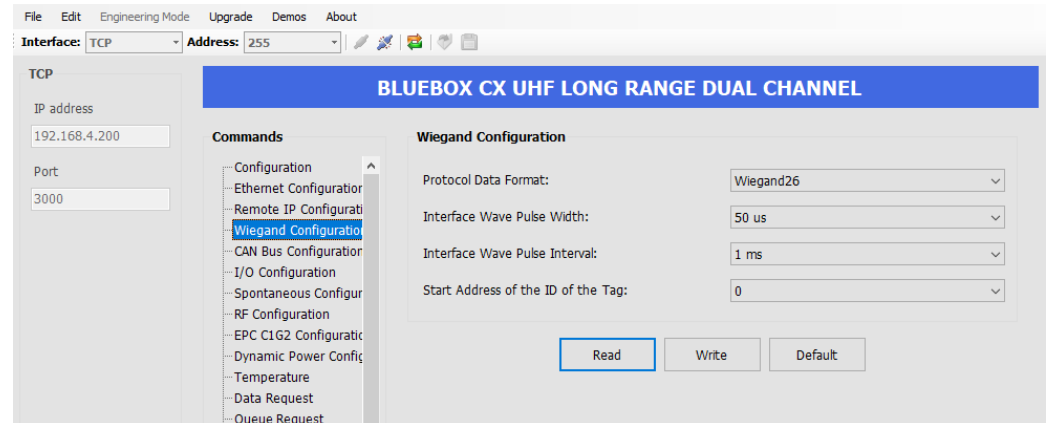 File Edit Engineering Mode Upgrade Demos About
Interface: TCP Address: 255
TCP
IP address
192.168.4.200
Port
3000
BLUEBOX CX UHF LONG RANGE DUAL CHANNEL
Commands
Configuration
Ethernet Configuration
Remote IP Configurati
Wiegand Configuration
CAN Bus Configuration
I/O Configuration
Spontaneous Configur
RF Configuration
EPC C1G2 Configuratic
Dynamic Power Config
Temperature
Data Request
Queue Request
Wiegand Configuration
Protocol Data Format: Wiegand26
Interface Wave Pulse Width: 50 us
Interface Wave Pulse Interval: 1 ms
Start Address of the ID of the Tag: 0
Read Write Default